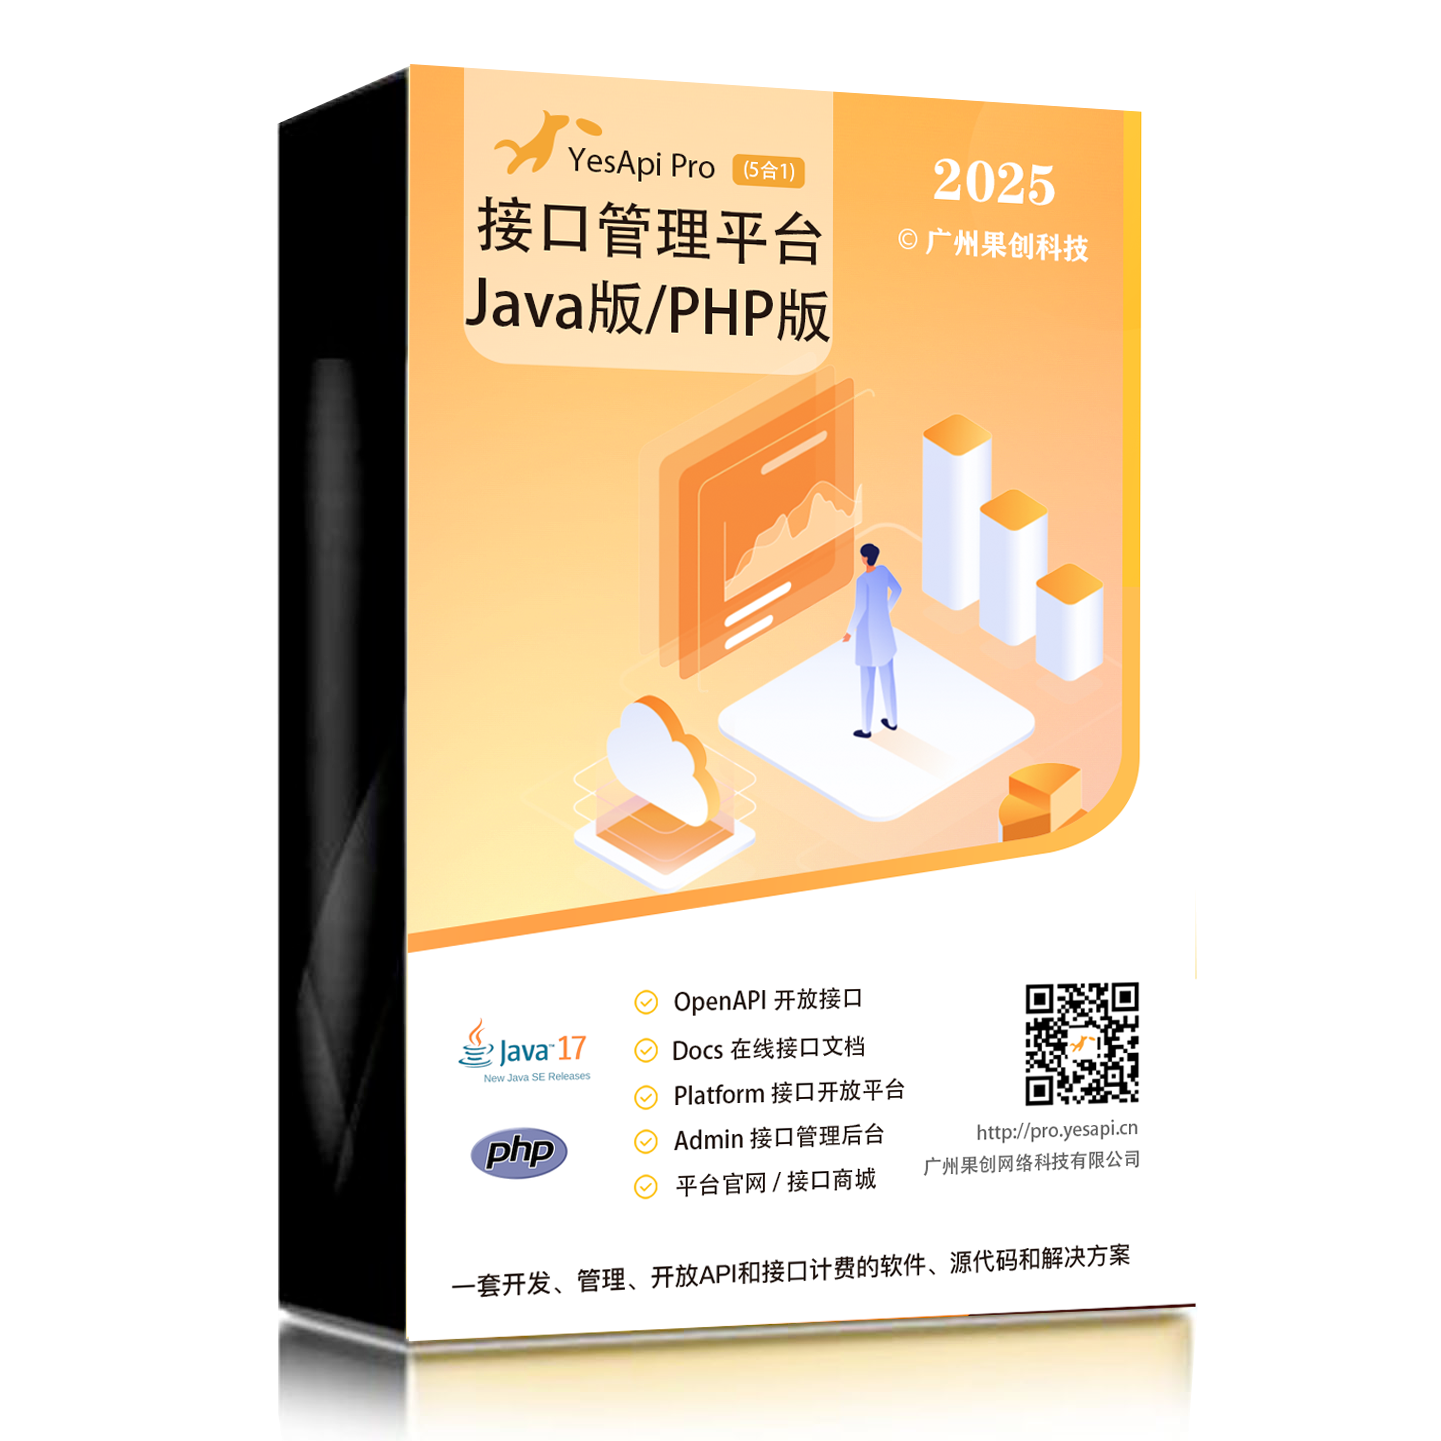 YesApi Pro (5合1)
接口管理平台
Java版/PHP版
2025
© 广州果创科技
Java™ 17
New Java SE Releases
php
OpenAPI 开放接口
Docs 在线接口文档
Platform 接口开放平台
Admin 接口管理后台
平台官网 / 接口商城
http://pro.yesapi.cn
广州果创网络科技有限公司
一套开发、管理、开放API和接口计费的软件、源代码和解决方案